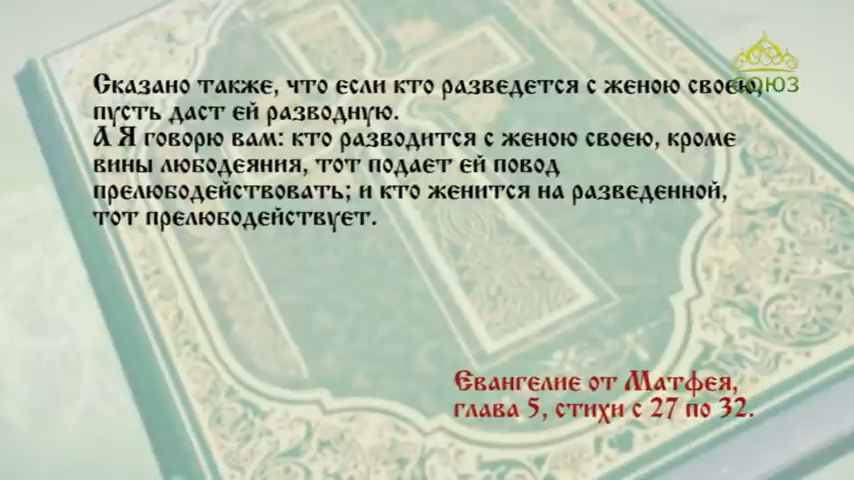 Сказано также, что если кто разведется с женою своею,
пусть даст ей разводную.
А Я говорю вам: кто разводится с женою своею, кроме
вины любодеяния, тот подает ей повод
прелюбодействовать; и кто женится на разведенной,
тот прелюбодействует.
СОЮЗ
Евангелие от Матфея,
глава 5, стихи с 27 по 32.